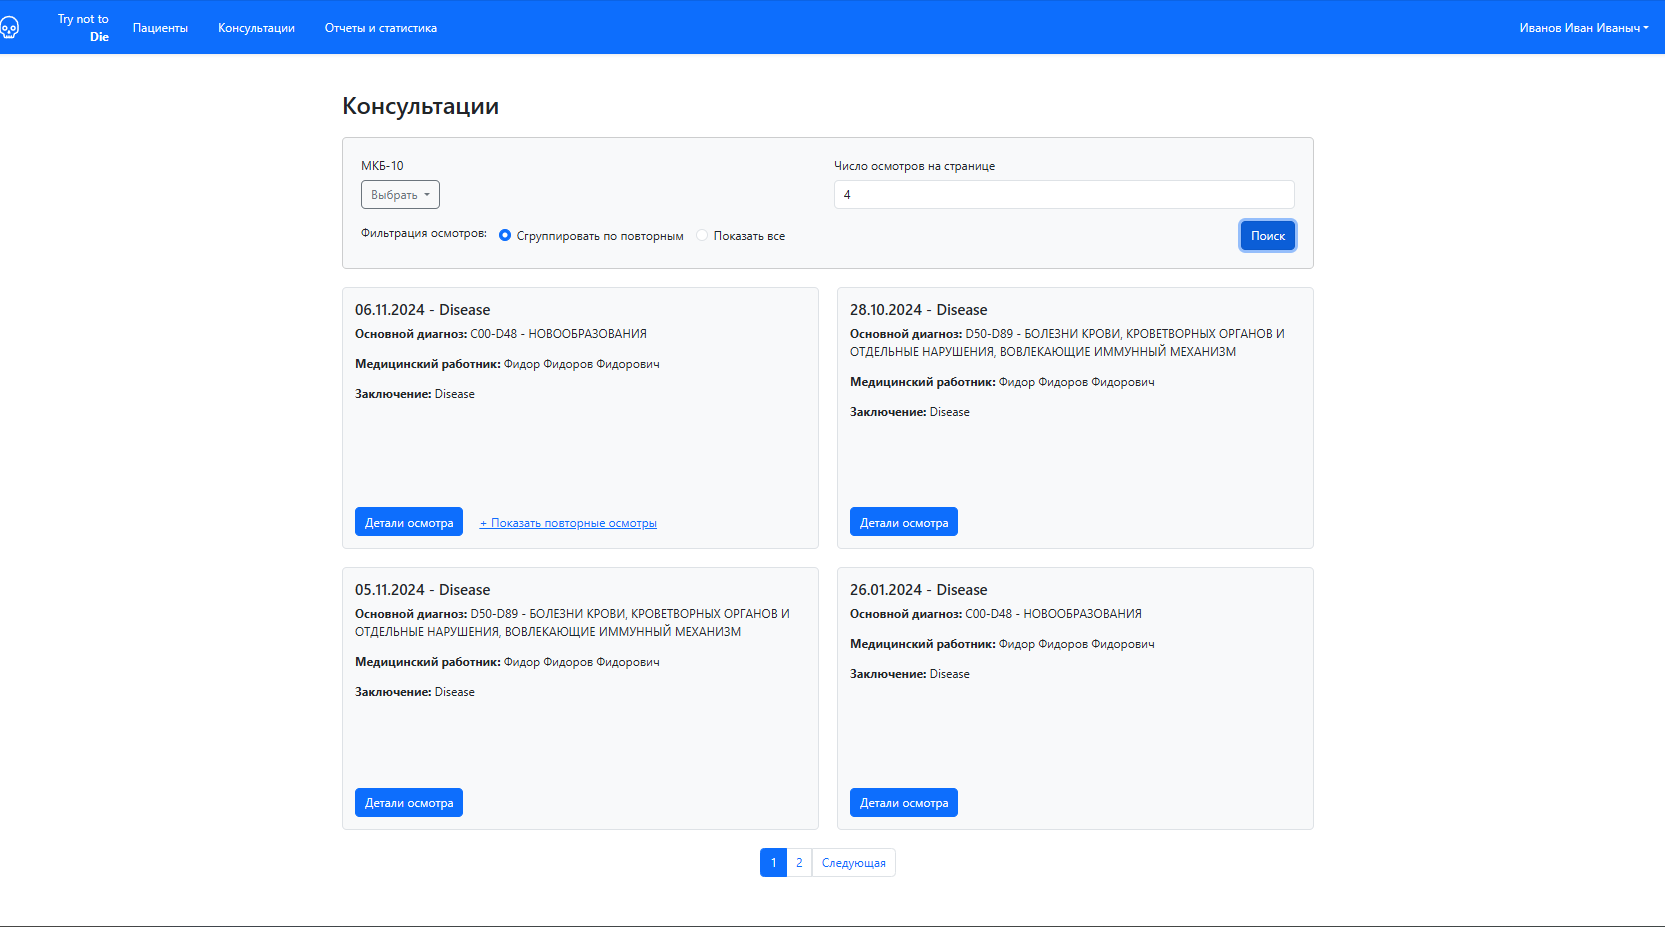 Try not to
Die
Пациенты
Консультации
Отчеты и статистика
Иванов Иван Иваныч
Консультации
МКБ-10
Выбрать
Число осмотров на странице
4
Фильтрация осмотров:
Сгруппировать по повторным
Показать все
Поиск
06.11.2024 - Disease
Основной диагноз: C00-D48 - НОВООБРАЗОВАНИЯ
Медицинский работник: Фидор Фидоров Фидорович
Заключение: Disease
Детали осмотра
+ Показать повторные осмотры
28.10.2024 - Disease
Основной диагноз: D50-D89 - БОЛЕЗНИ КРОВИ, КРОВЕТВОРНЫХ ОРГАНОВ И
ОТДЕЛЬНЫЕ НАРУШЕНИЯ, ВОВЛЕКАЮЩИЕ ИММУННЫЙ МЕХАНИЗМ
Медицинский работник: Фидор Фидоров Фидорович
Заключение: Disease
Детали осмотра
05.11.2024 - Disease
Основной диагноз: D50-D89 - БОЛЕЗНИ КРОВИ, КРОВЕТВОРНЫХ ОРГАНОВ И
ОТДЕЛЬНЫЕ НАРУШЕНИЯ, ВОВЛЕКАЮЩИЕ ИММУННЫЙ МЕХАНИЗМ
Медицинский работник: Фидор Фидоров Фидорович
Заключение: Disease
Детали осмотра
26.01.2024 - Disease
Основной диагноз: C00-D48 - НОВООБРАЗОВАНИЯ
Медицинский работник: Фидор Фидоров Фидорович
Заключение: Disease
Детали осмотра
1
2
Следующая